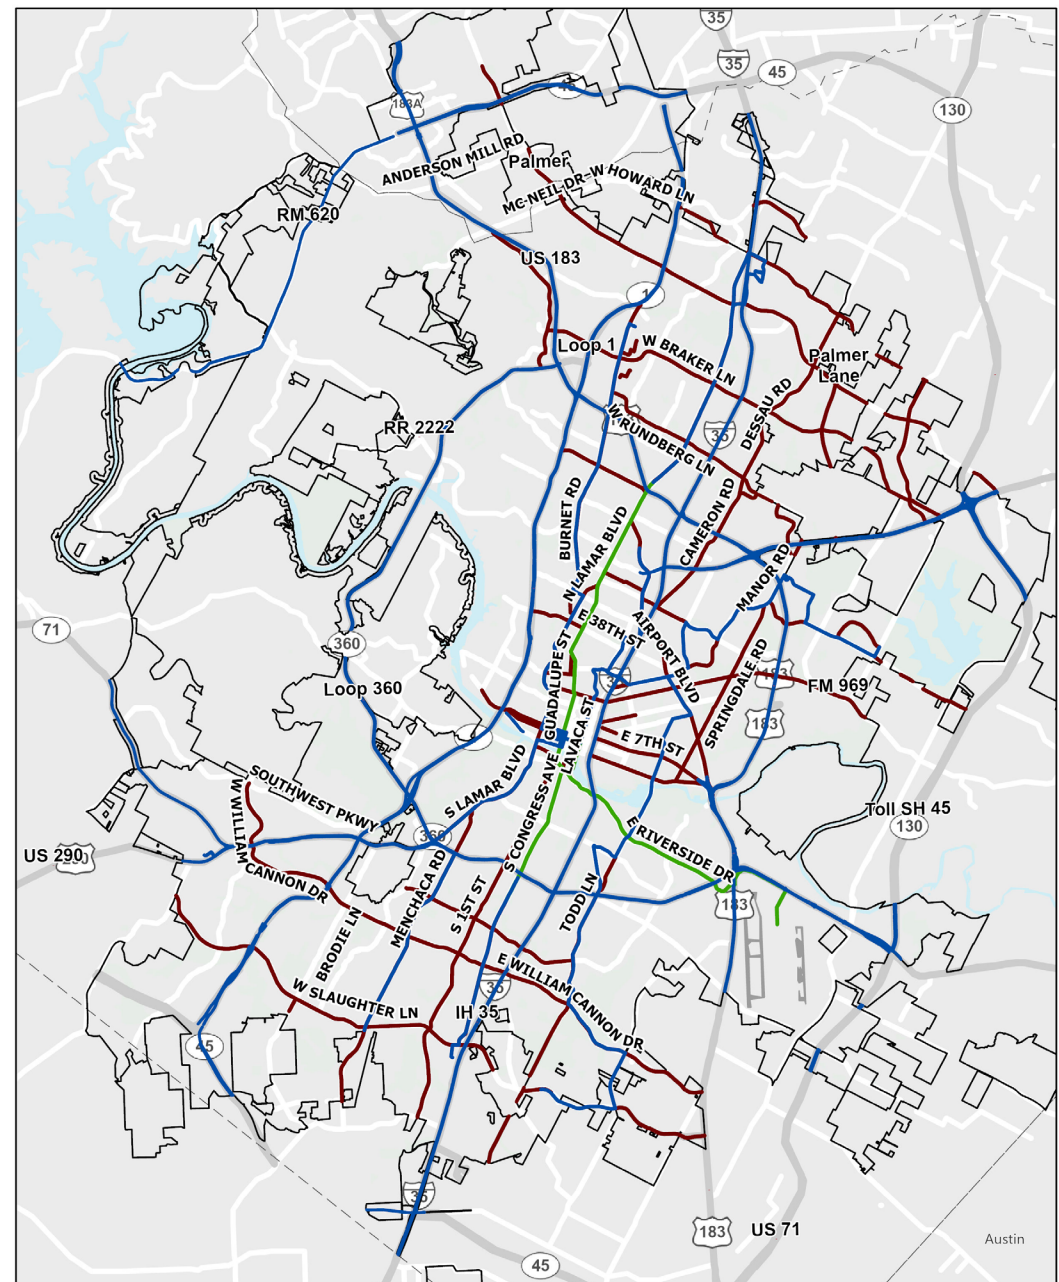 35
35
45
183A
45
130
ANDERSON MILL RD
Palmer
MC NEIL DR-W HOWARD LN
RM 620
US 183
1
Loop 1
W BRAKER LN
Palmer
Lane
DESSAU RD
RR 2222
W RUNDBERG LN
35
BURNET RD
N LAMAR BLVD
CAMERON RD
MANOR RD
71
360
E 38TH ST
AIRPORT BLVD
GUADALUPE ST
SPRINGDALE RD
183
35
Loop 360
FM 969
183
LAVACA ST
E 7TH ST
SOUTHWEST PKWY
S LAMAR BLVD
S CONGRESS AVE
Toll SH 45
130
W WILLIAM CANNON DR
360
E RIVERSIDE DR
US 290
183
BRODIE LN
MENCHACA RD
S 1ST ST
TODD LN
E WILLIAM CANNON DR
35
IH 35
W SLAUGHTER LN
45
35
183
US 71
Austin
45